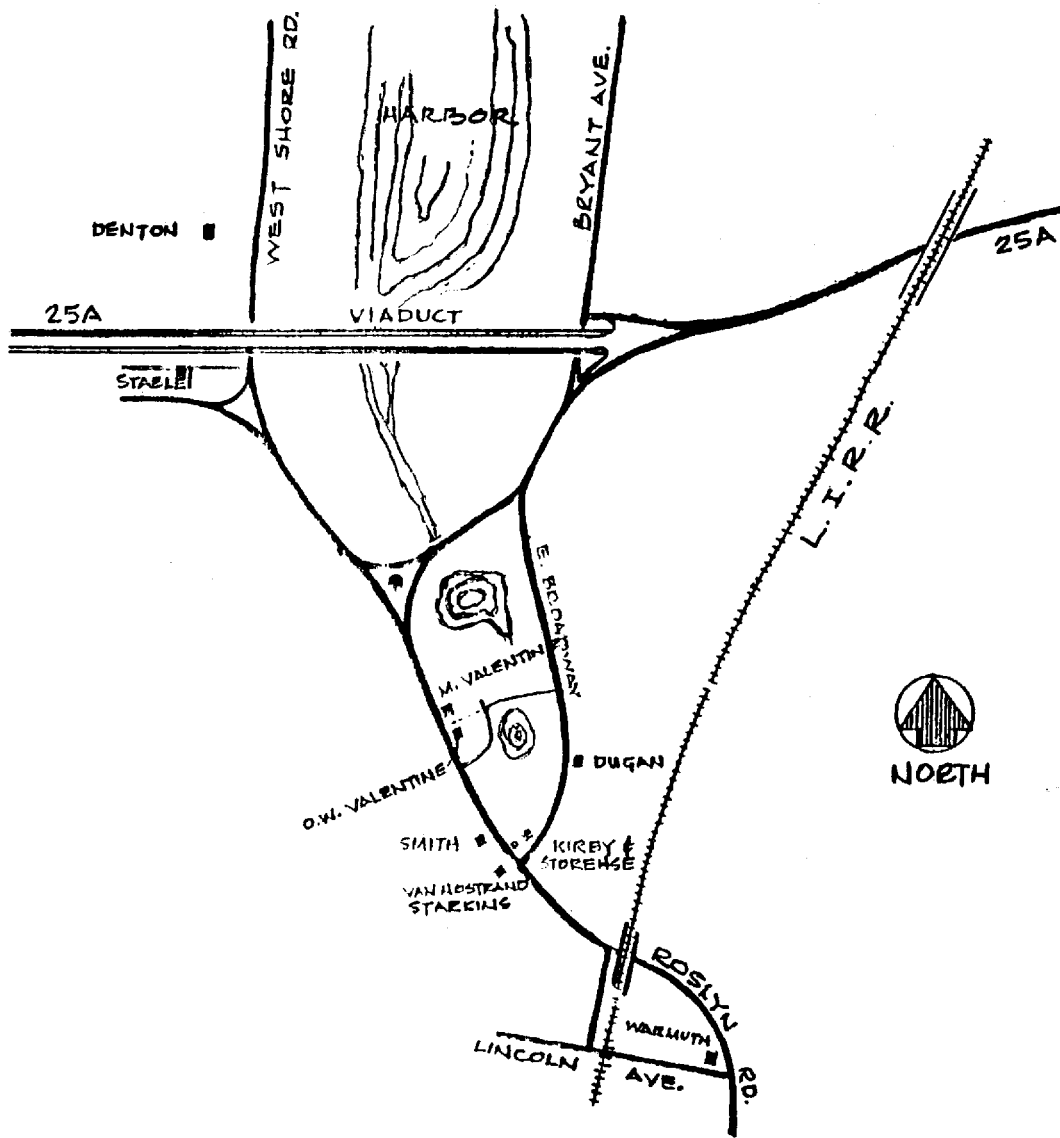 WEST SHORE RD.
HARBOR
BRYANT AVE.
DENTON
25A
25A
VIADUCT
STABLE
L. I. R. R.
E. BROADWAY
M. VALENTIN
NORTH
DUGAN
O.W. VALENTINE
SMITH
KIRBY &
STOREHSE
VAN NOSTRAND
STARKINS
ROSLYN RD.
WARMUTH
LINCOLN AVE.